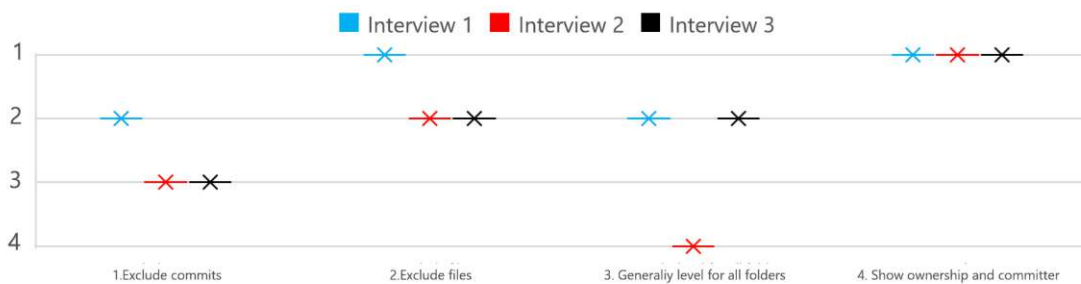 Interview 1 Interview 2 Interview 3
1
2
3
4
1.Exclude commits 2.Exclude files 3. Generaliy level for all folders 4. Show ownership and committer